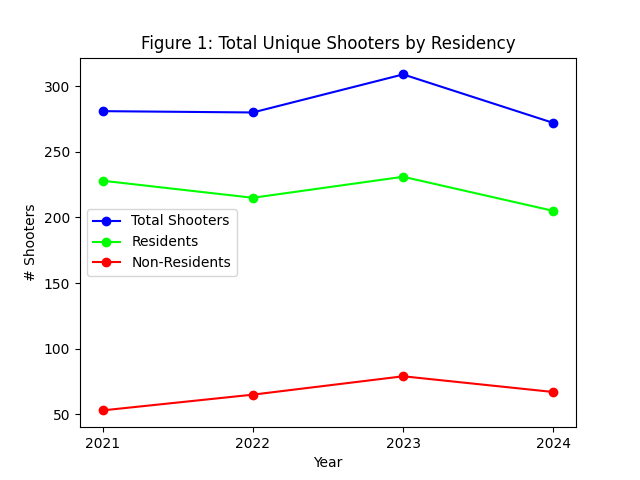 Figure 1: Total Unique Shooters by Residency
300
250
200
150
100
50
# Shooters
Total Shooters
Residents
Non-Residents
2021 2022 2023 2024
Year